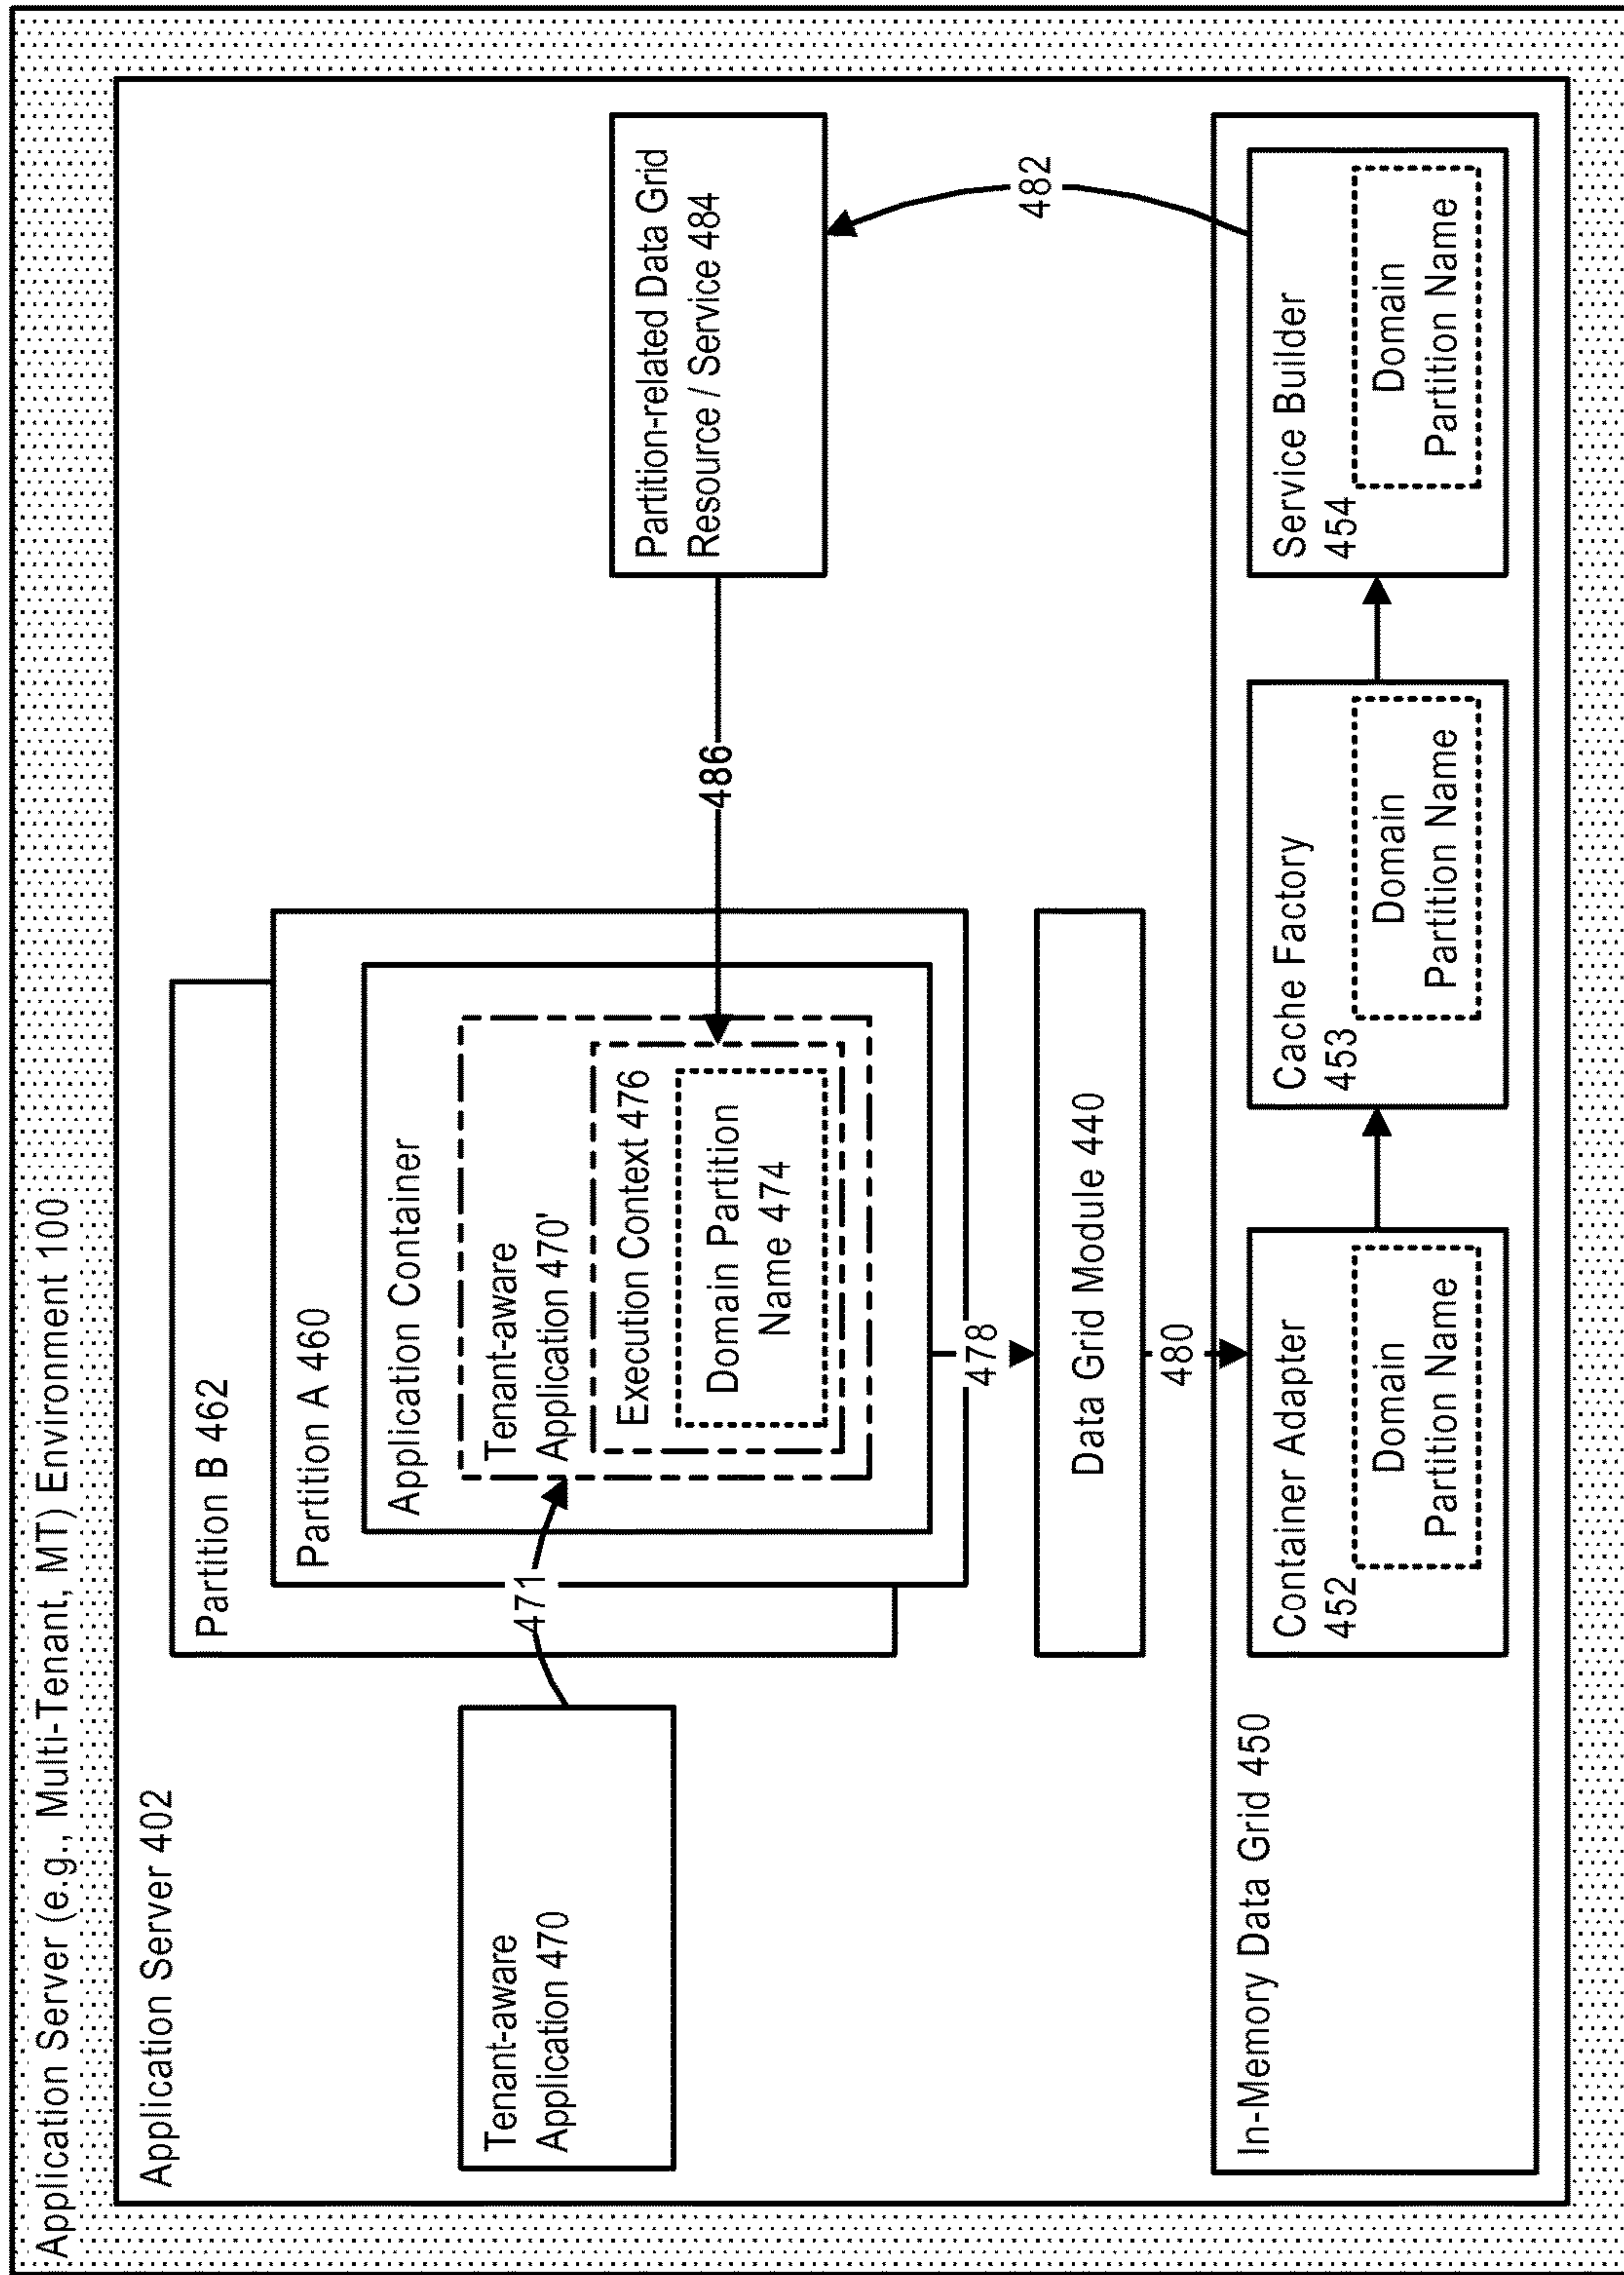 Application Server (e.g., Multi-Tenant, MT) Environment 100
Application Server 402
Partition B 462
Partition A 460
Application Container
Tenant-aware
Application 470
471
Tenant-aware
Application 470'
Execution Context 476
Domain Partition
Name 474
486
Partition-related Data Grid
Resource / Service 484
478
Data Grid Module 440
480
482
In-Memory Data Grid 450
Container Adapter
452
Domain
Partition Name
Cache Factory
453
Domain
Partition Name
Service Builder
454
Domain
Partition Name